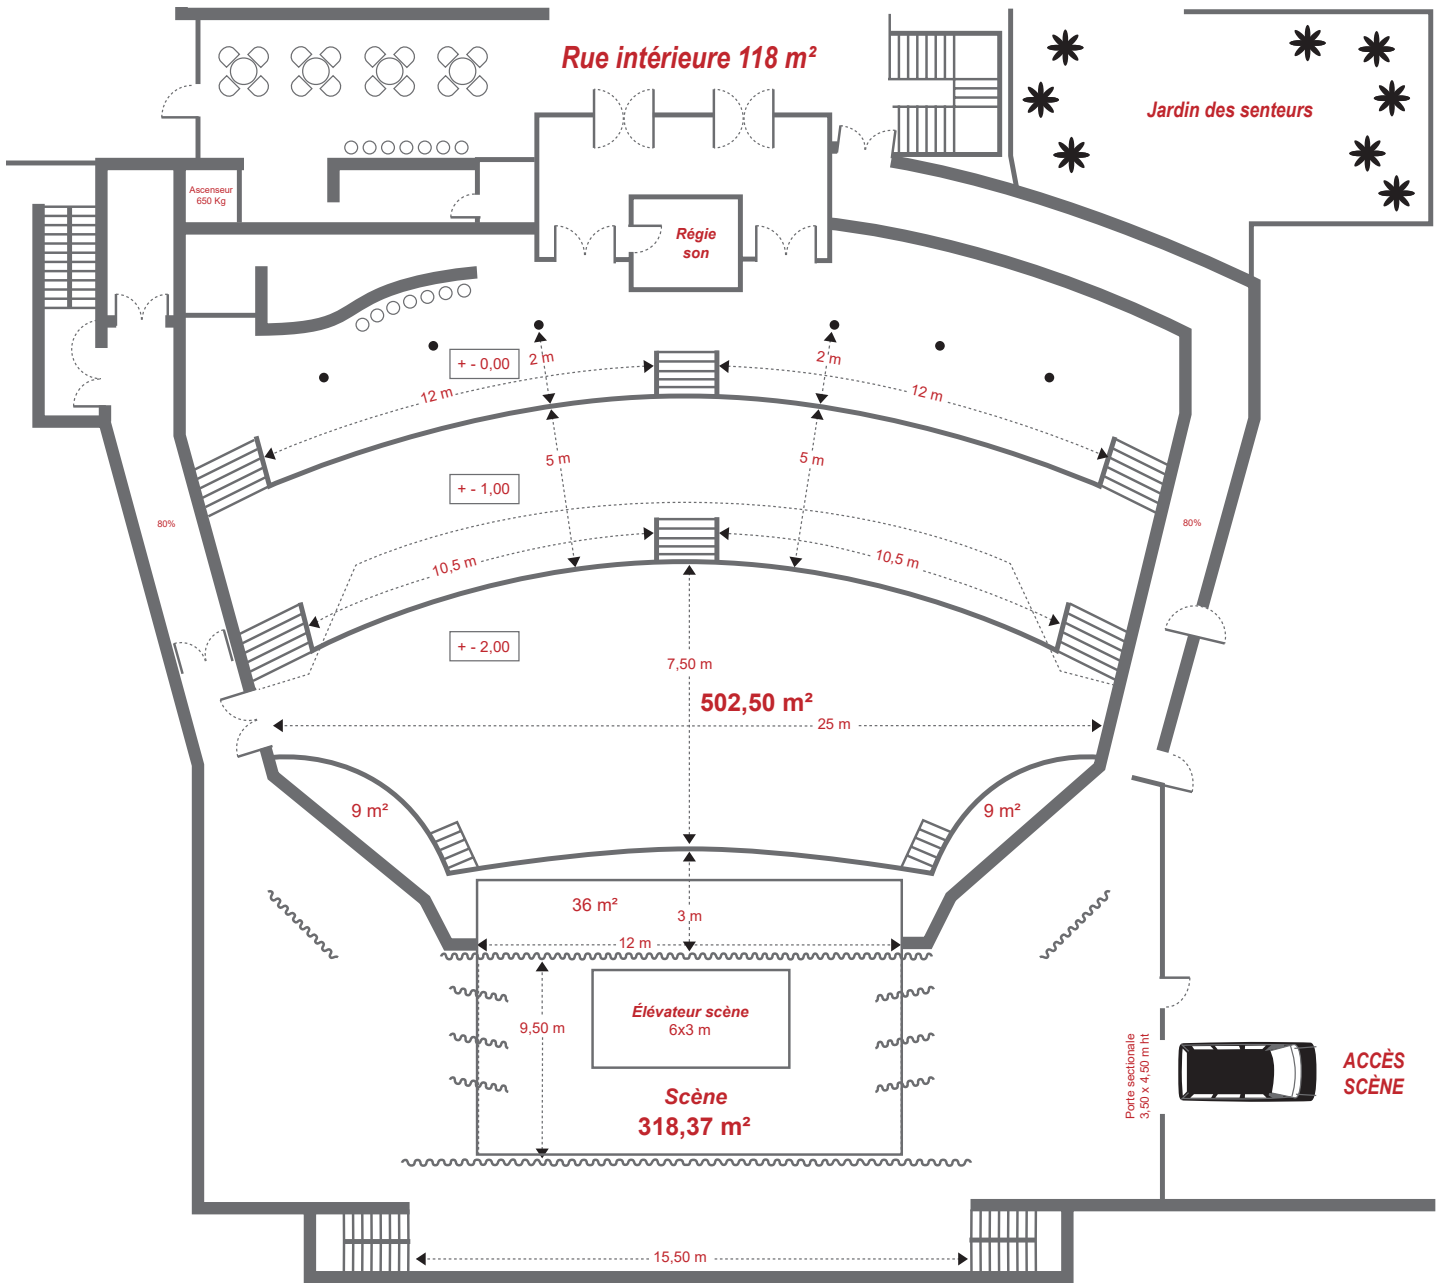 Rue intérieure 118 m²
Jardin des senteurs
Ascenseur
650 Kg
Régie
son
+ - 0,00
2 m
2 m
12 m
12 m
5 m
5 m
+ - 1,00
80%
80%
10,5 m
10,5 m
+ - 2,00
7,50 m
502,50 m²
25 m
9 m²
9 m²
36 m²
3 m
12 m
Élévateur scène
6x3 m
9,50 m
Scène
318,37 m²
Porte sectionale
3,50 x 4,50 m ht
ACCÈS
SCÈNE
15,50 m